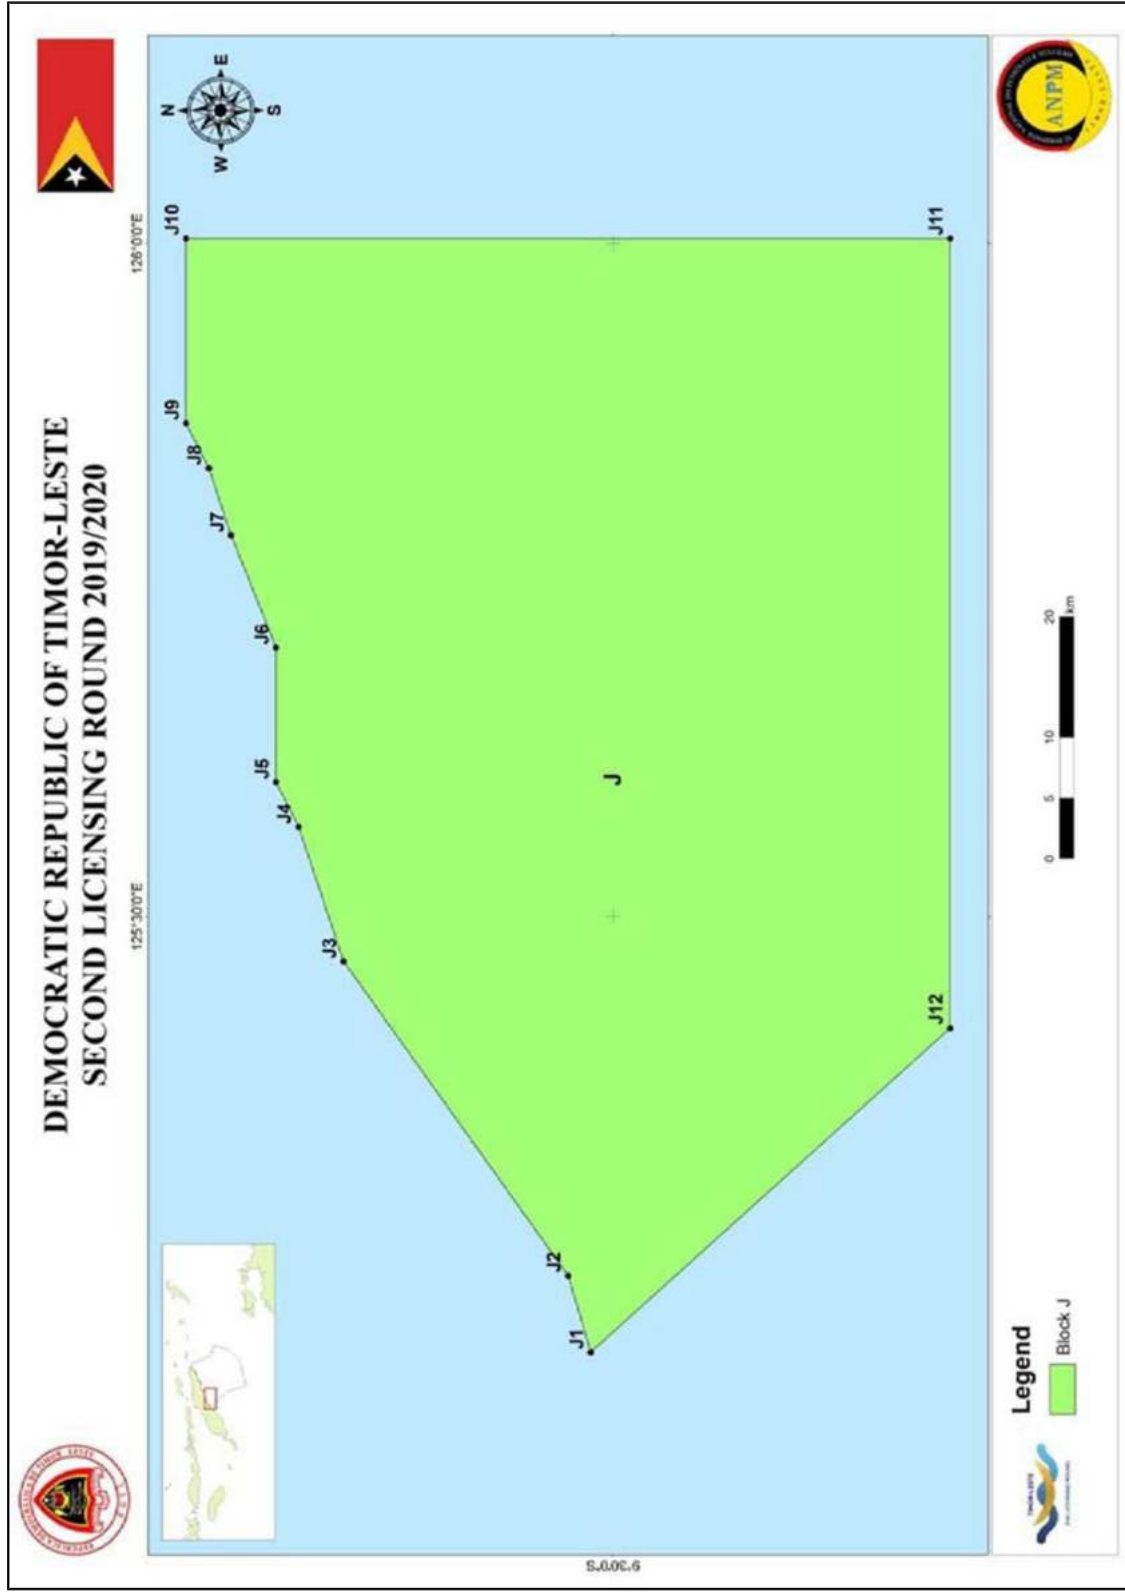 DEMOCRATIC REPUBLIC OF TIMOR-LESTE
SECOND LICENSING ROUND 2019/2020
125°30'0"E
126°0'0"E
9°30'0"S
N
E
S
W
J1
J2
J3
J4
J5
J6
J7
J8
J9
J10
J11
J12
J
Legend
Block J
0
5
10
20
km
TIMOR-LESTE
ANPM